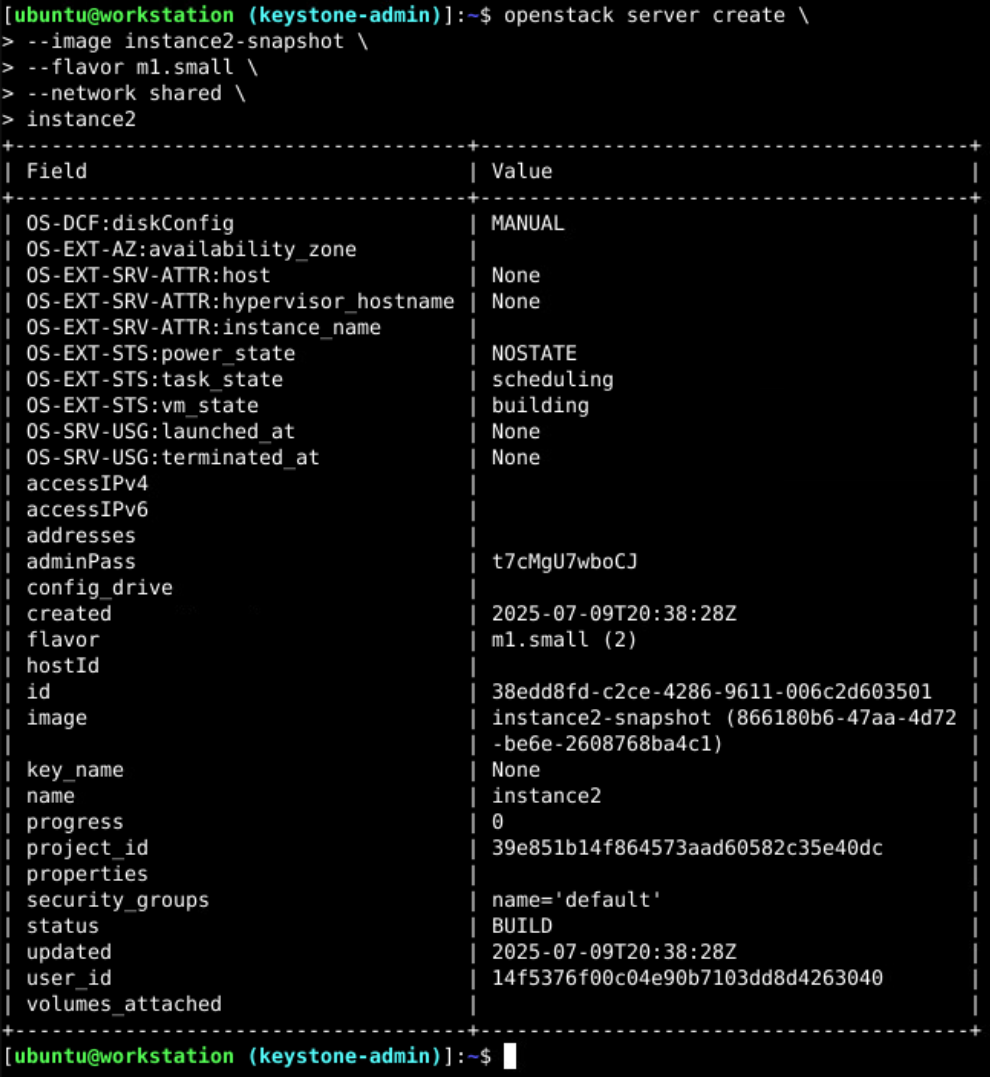 [ubuntu@workstation (keystone-admin)]:~$ openstack server create \
> --image instance2-snapshot \
> --flavor m1.small \
> --network shared \
> instance2
+-------------------------------------+----------------------------------------+
| Field                               | Value                                  |
+-------------------------------------+----------------------------------------+
| OS-DCF:diskConfig                   | MANUAL                                 |
| OS-EXT-AZ:availability_zone         |                                        |
| OS-EXT-SRV-ATTR:host                | None                                   |
| OS-EXT-SRV-ATTR:hypervisor_hostname | None                                   |
| OS-EXT-SRV-ATTR:instance_name       |                                        |
| OS-EXT-STS:power_state              | NOSTATE                                |
| OS-EXT-STS:task_state               | scheduling                             |
| OS-EXT-STS:vm_state                 | building                               |
| OS-SRV-USG:launched_at              | None                                   |
| OS-SRV-USG:terminated_at            | None                                   |
| accessIPv4                          |                                        |
| accessIPv6                          |                                        |
| addresses                           |                                        |
| adminPass                           | t7cMgU7wboCJ                           |
| config_drive                        |                                        |
| created                             | 2025-07-09T20:38:28Z                   |
| flavor                              | m1.small (2)                           |
| hostId                              |                                        |
| id                                  | 38edd8fd-c2ce-4286-9611-006c2d603501   |
| image                               | instance2-snapshot (866180b6-47aa-4d72 |
|                                     | -be6e-2608768ba4c1)                    |
| key_name                            | None                                   |
| name                                | instance2                              |
| progress                            | 0                                      |
| project_id                          | 39e851b14f864573aad60582c35e40dc       |
| properties                          |                                        |
| security_groups                     | name='default'                         |
| status                              | BUILD                                  |
| updated                             | 2025-07-09T20:38:28Z                   |
| user_id                             | 14f5376f00c04e90b7103dd8d4263040       |
| volumes_attached                    |                                        |
+-------------------------------------+----------------------------------------+
[ubuntu@workstation (keystone-admin)]:~$